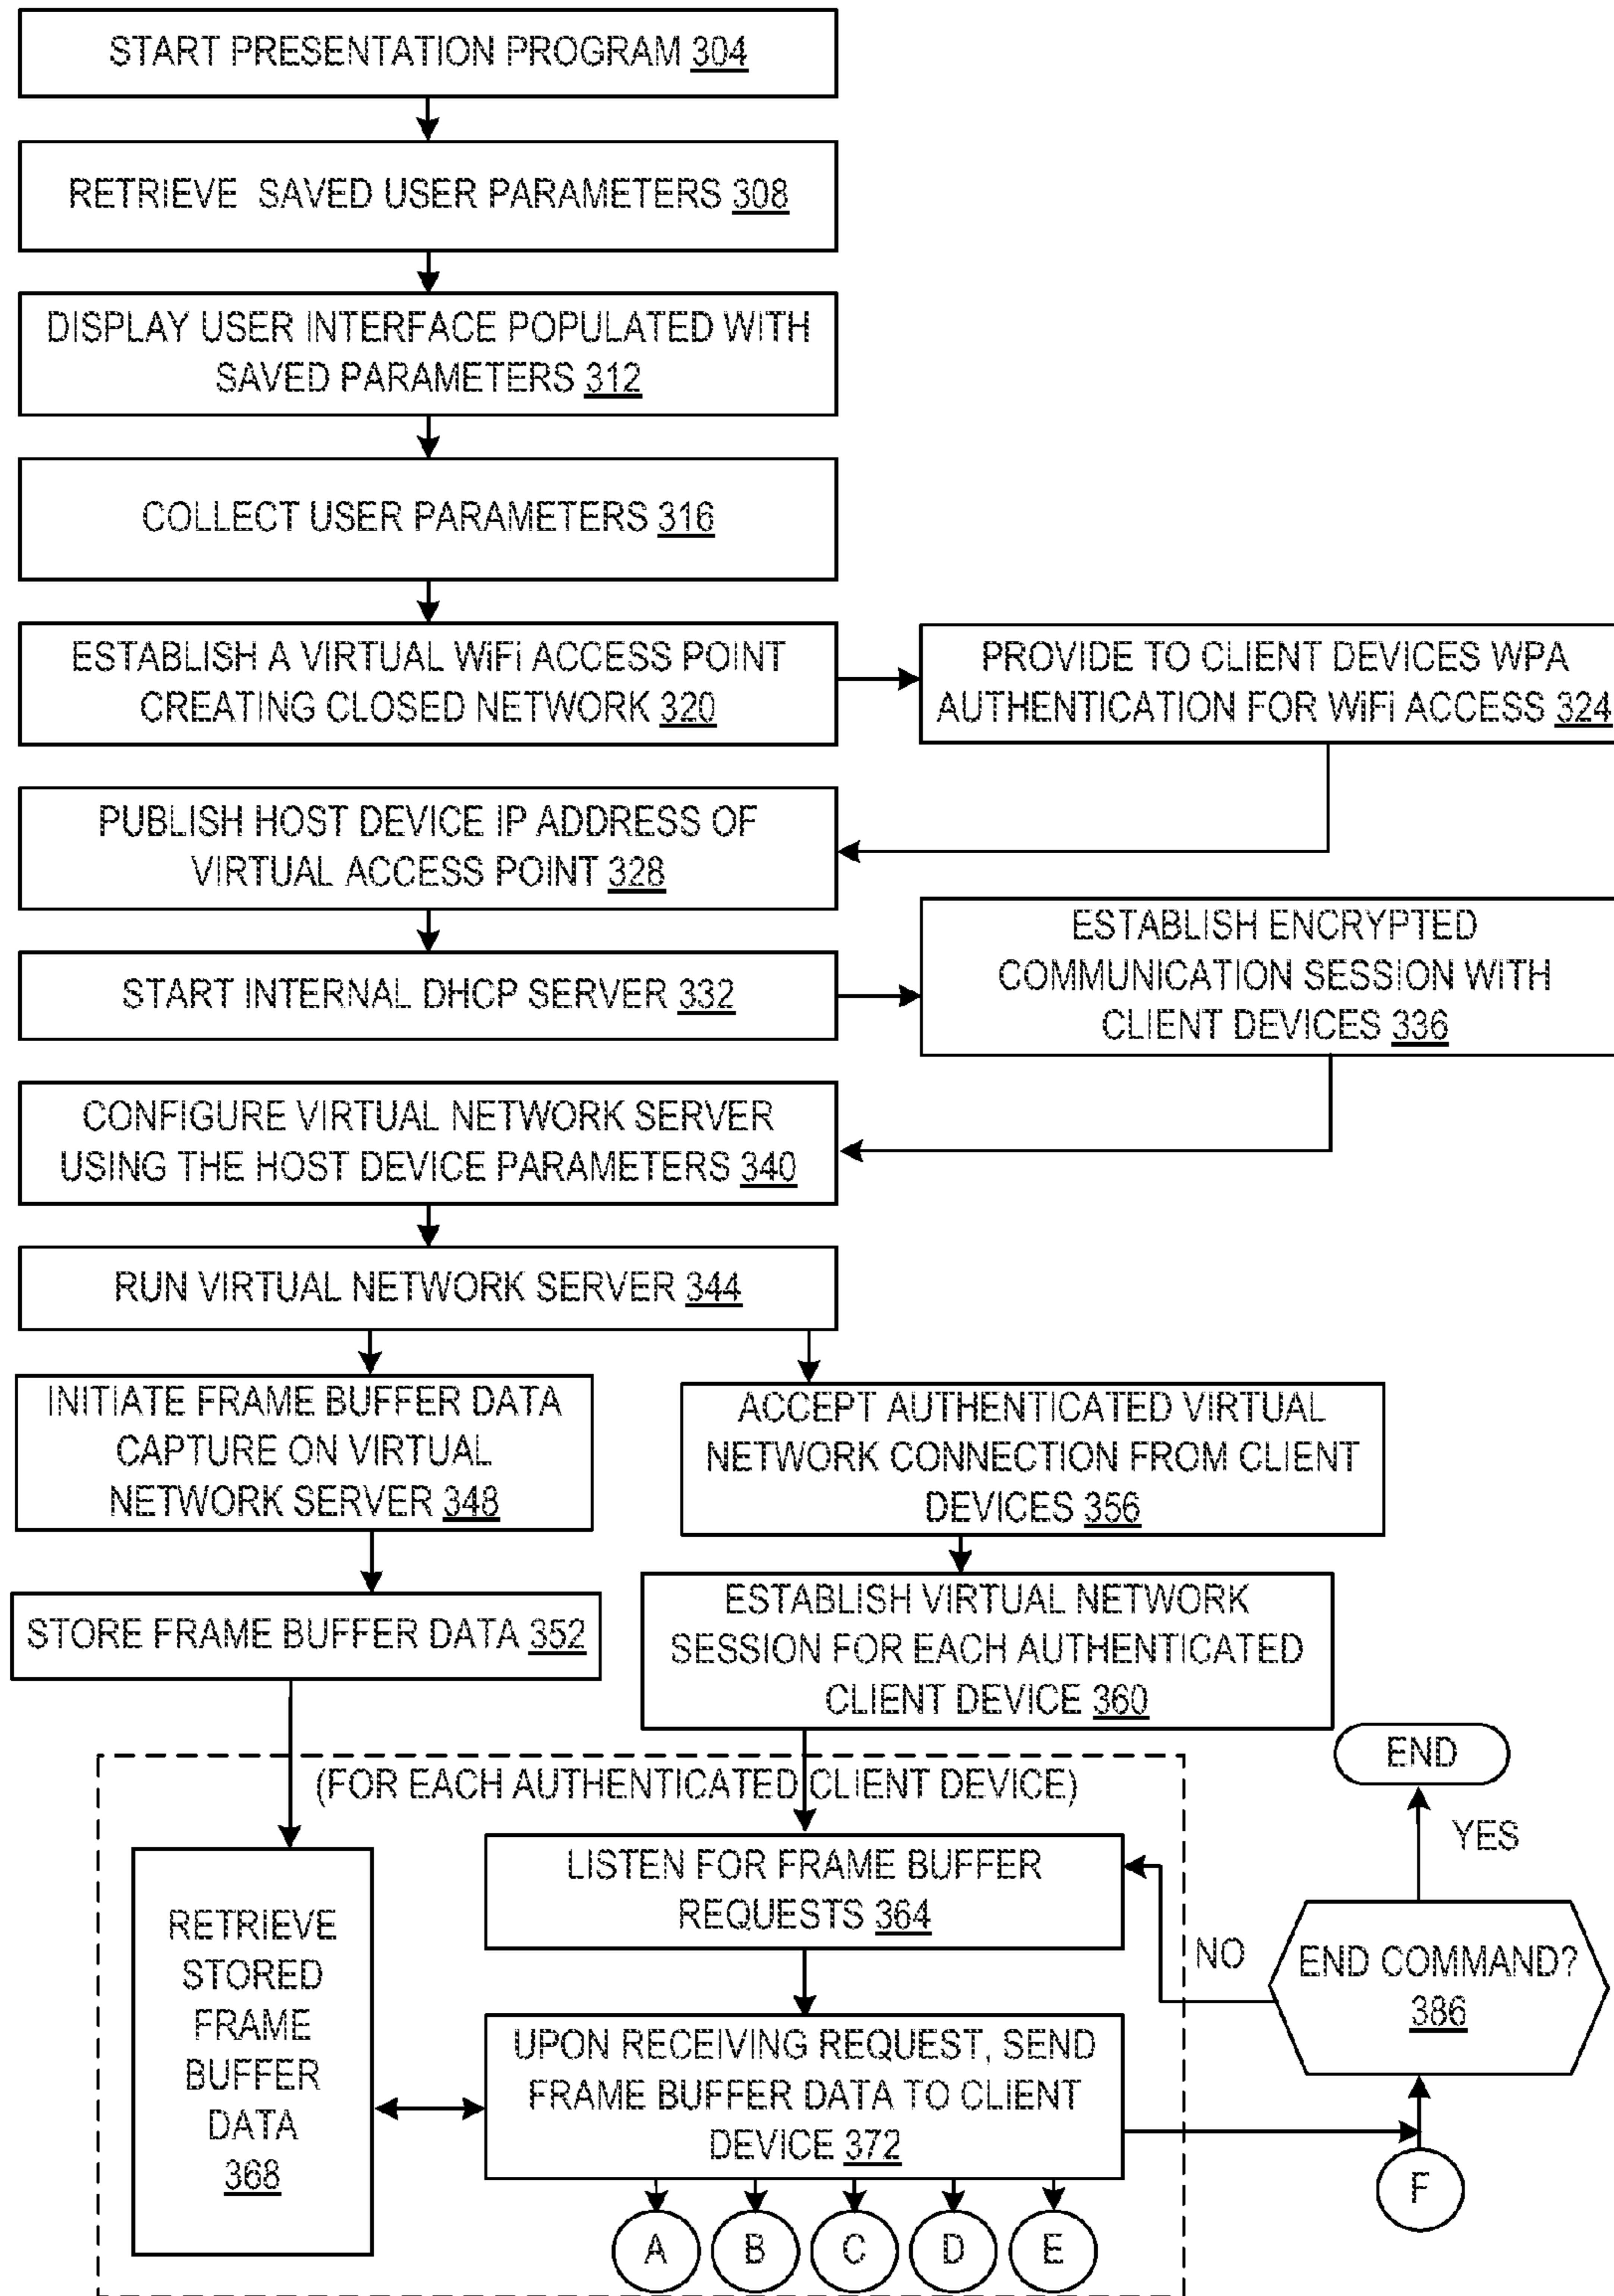 START PRESENTATION PROGRAM 304
RETRIEVE SAVED USER PARAMETERS 308
DISPLAY USER INTERFACE POPULATED WITH
SAVED PARAMETERS 312
COLLECT USER PARAMETERS 316
ESTABLISH A VIRTUAL WiFi ACCESS POINT
CREATING CLOSED NETWORK 320
PROVIDE TO CLIENT DEVICES WPA
AUTHENTICATION FOR WiFi ACCESS 324
PUBLISH HOST DEVICE IP ADDRESS OF
VIRTUAL ACCESS POINT 328
START INTERNAL DHCP SERVER 332
ESTABLISH ENCRYPTED
COMMUNICATION SESSION WITH
CLIENT DEVICES 336
CONFIGURE VIRTUAL NETWORK SERVER
USING THE HOST DEVICE PARAMETERS 340
RUN VIRTUAL NETWORK SERVER 344
INITIATE FRAME BUFFER DATA
CAPTURE ON VIRTUAL
NETWORK SERVER 348
ACCEPT AUTHENTICATED VIRTUAL
NETWORK CONNECTION FROM CLIENT
DEVICES 356
STORE FRAME BUFFER DATA 352
ESTABLISH VIRTUAL NETWORK
SESSION FOR EACH AUTHENTICATED
CLIENT DEVICE 360
(FOR EACH AUTHENTICATED CLIENT DEVICE)
END
YES
LISTEN FOR FRAME BUFFER
REQUESTS 364
NO
END COMMAND?
386
RETRIEVE
STORED
FRAME
BUFFER
DATA
368
UPON RECEIVING REQUEST, SEND
FRAME BUFFER DATA TO CLIENT
DEVICE 372
F
A B C D E